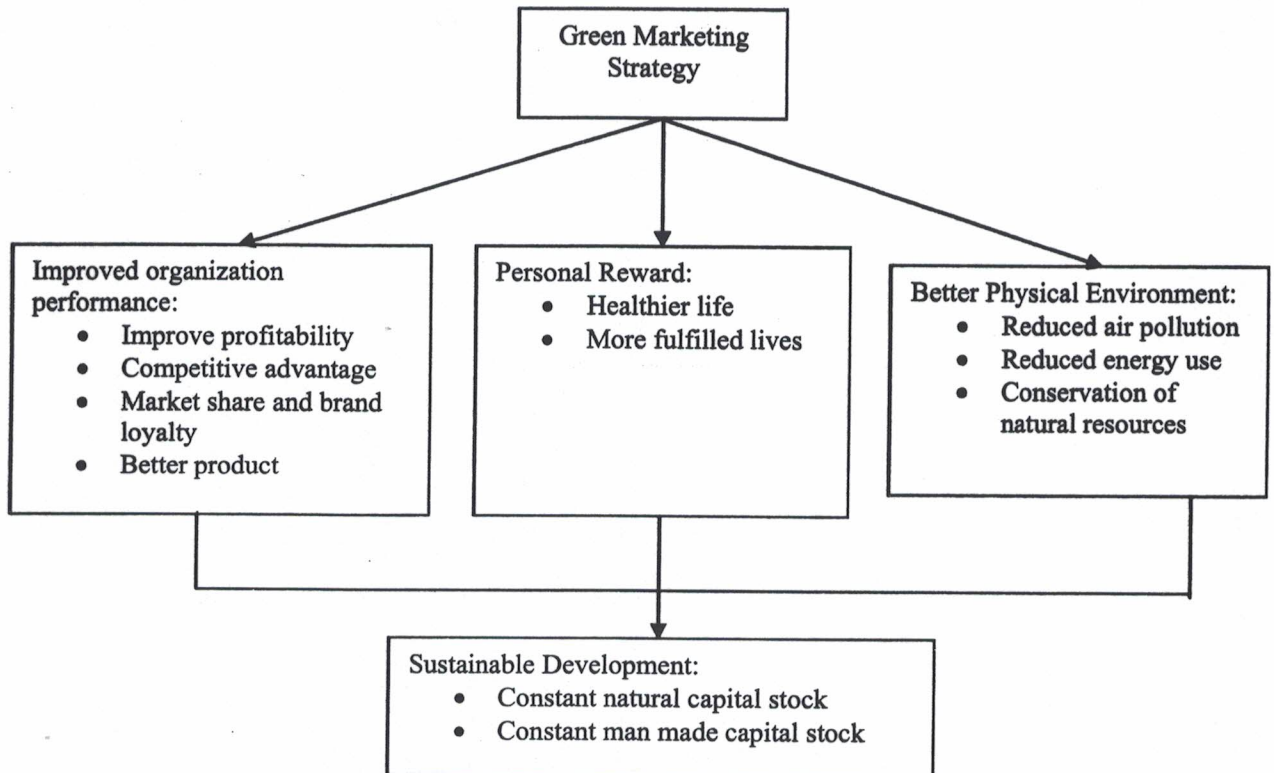 Green Marketing
Strategy
Improved organization
performance:
• Improve profitability
• Competitive advantage
• Market share and brand
loyalty
• Better product
Personal Reward:
• Healthier life
• More fulfilled lives
Better Physical Environment:
• Reduced air pollution
• Reduced energy use
• Conservation of
natural resources
Sustainable Development:
• Constant natural capital stock
• Constant man made capital stock